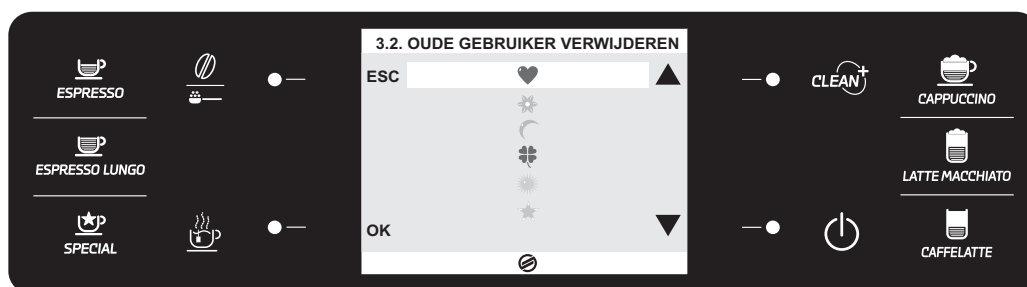 3.2. OUDE GEBRUIKER VERWIJDEREN
ESC
OK
ESPRESSO
ESPRESSO LUNGO
SPECIAL
CLEAN+
CAPPUCCINO
LATTE MACCHIATO
CAFFELATTE